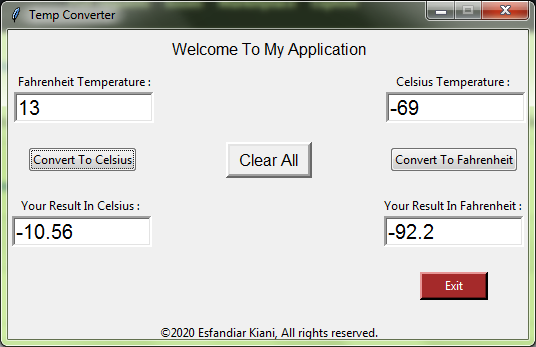 Temp Converter
Welcome To My Application
Fahrenheit Temperature :
Celsius Temperature :
13
-69
Convert To Celsius
Clear All
Convert To Fahrenheit
Your Result In Celsius :
Your Result In Fahrenheit :
-10.56
-92.2
Exit
©2020 Esfandiar Kiani, All rights reserved.